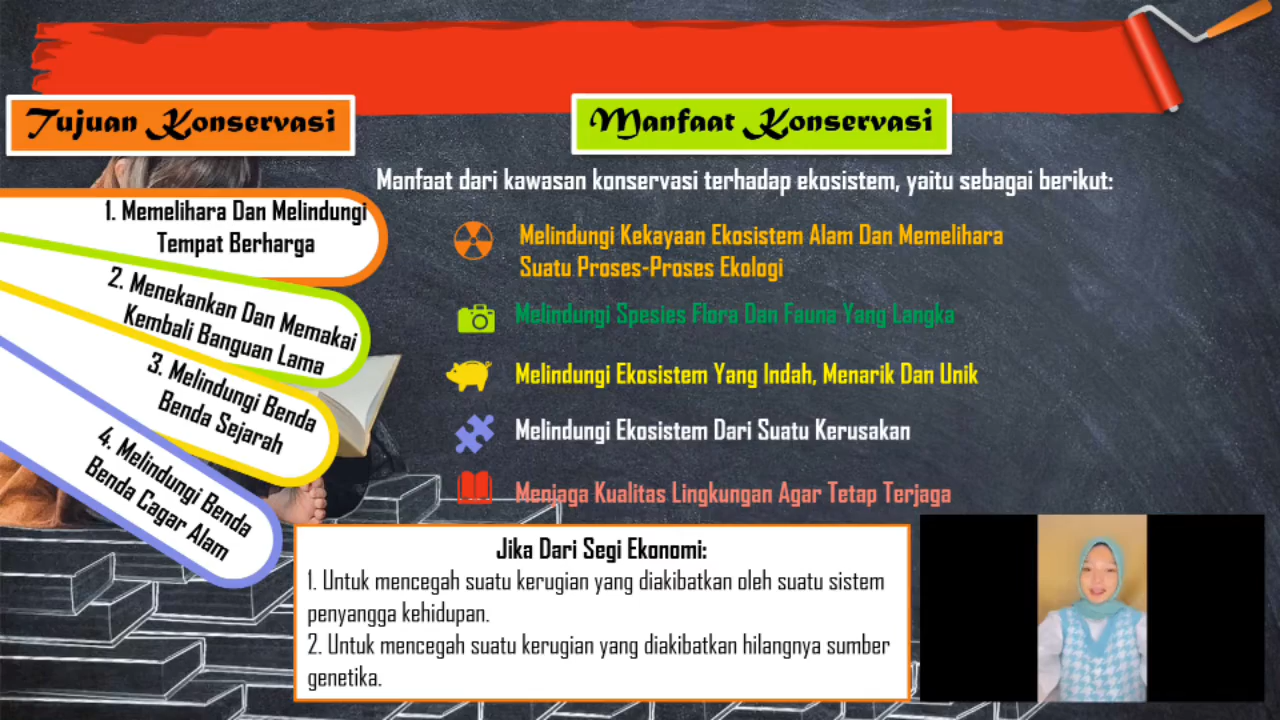 Tujuan Konservasi
1. Memelihara Dan Melindungi
Tempat Berharga
2. Menekankan Dan Memakai
Kembali Banguan Lama
3. Melindungi Benda
Benda Sejarah
4. Melindungi Benda
Benda Cagar Alam
Manfaat Konservasi
Manfaat dari kawasan konservasi terhadap ekosistem, yaitu sebagai berikut:
Melindungi Kekayaan Ekosistem Alam Dan Memelihara
Suatu Proses-Proses Ekologi
Melindungi Spesies Flora Dan Fauna Yang Langka
Melindungi Ekosistem Yang Indah, Menarik Dan Unik
Melindungi Ekosistem Dari Suatu Kerusakan
Menjaga Kualitas Lingkungan Agar Tetap Terjaga
Jika Dari Segi Ekonomi:
1. Untuk mencegah suatu kerugian yang diakibatkan oleh suatu sistem
penyangga kehidupan.
2. Untuk mencegah suatu kerugian yang diakibatkan hilangnya sumber
genetika.